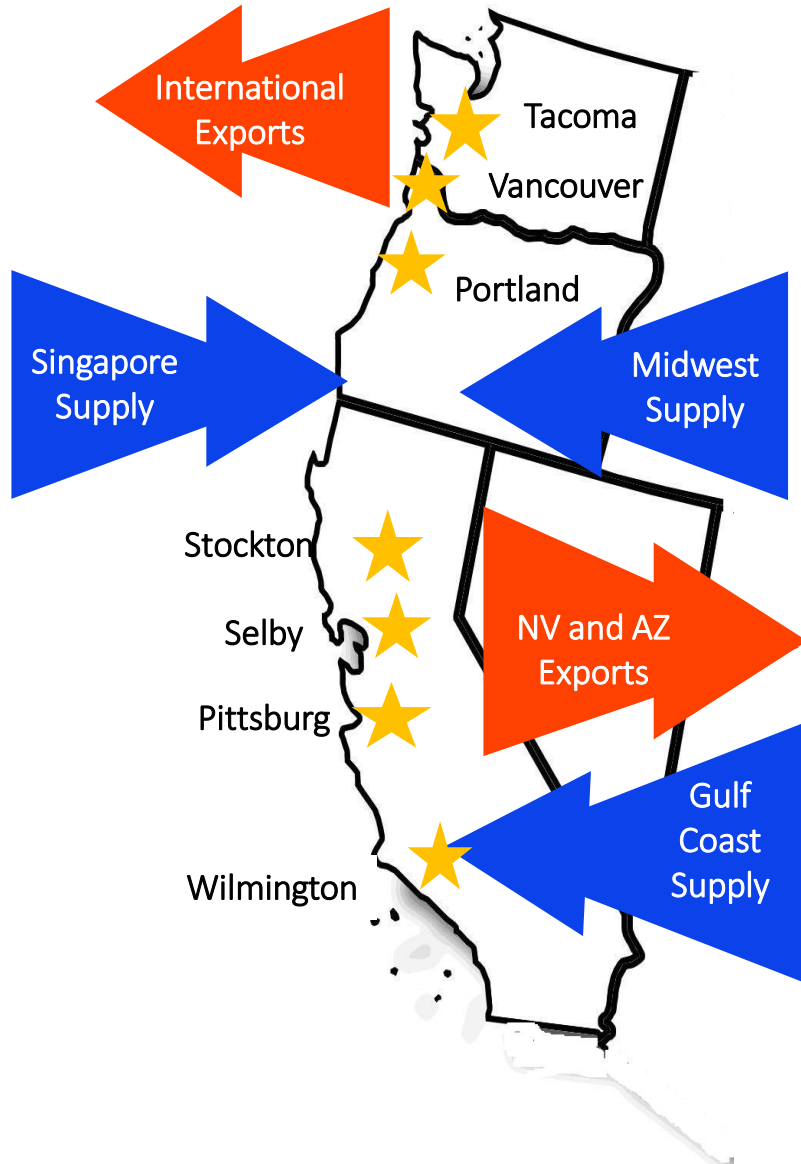 International
Exports
Tacoma
Vancouver
Portland
Singapore
Supply
Midwest
Supply
Stockton
Selby
NV and AZ
Exports
Pittsburg
Gulf
Coast
Supply
Wilmington